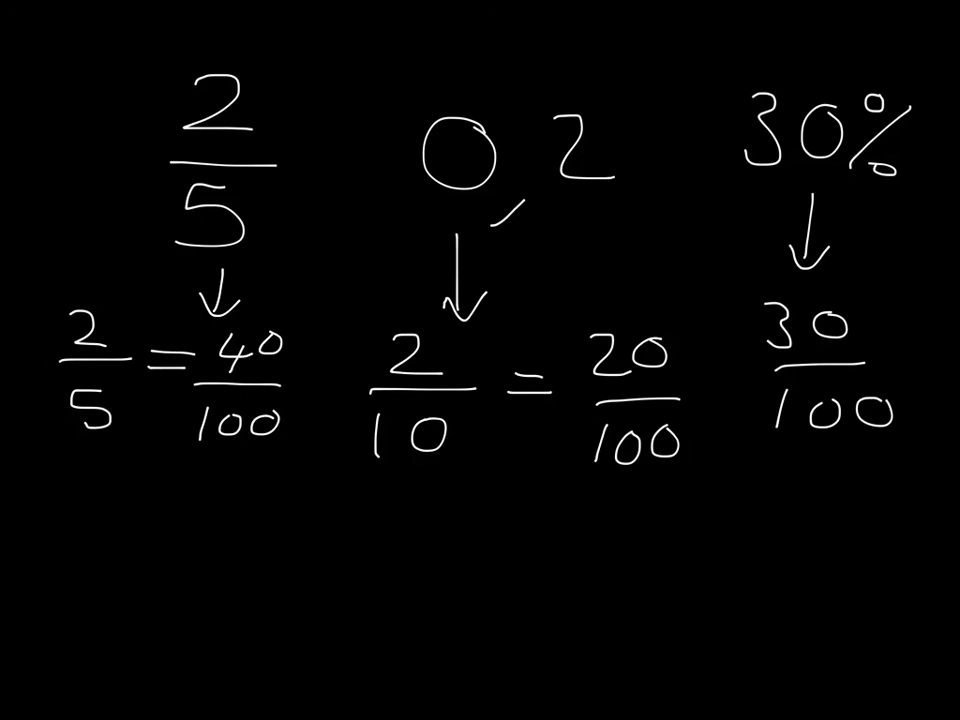 2/5 0,2 30%
↓ ↓ ↓
2/5 = 40/100 2/10 = 20/100 30/100